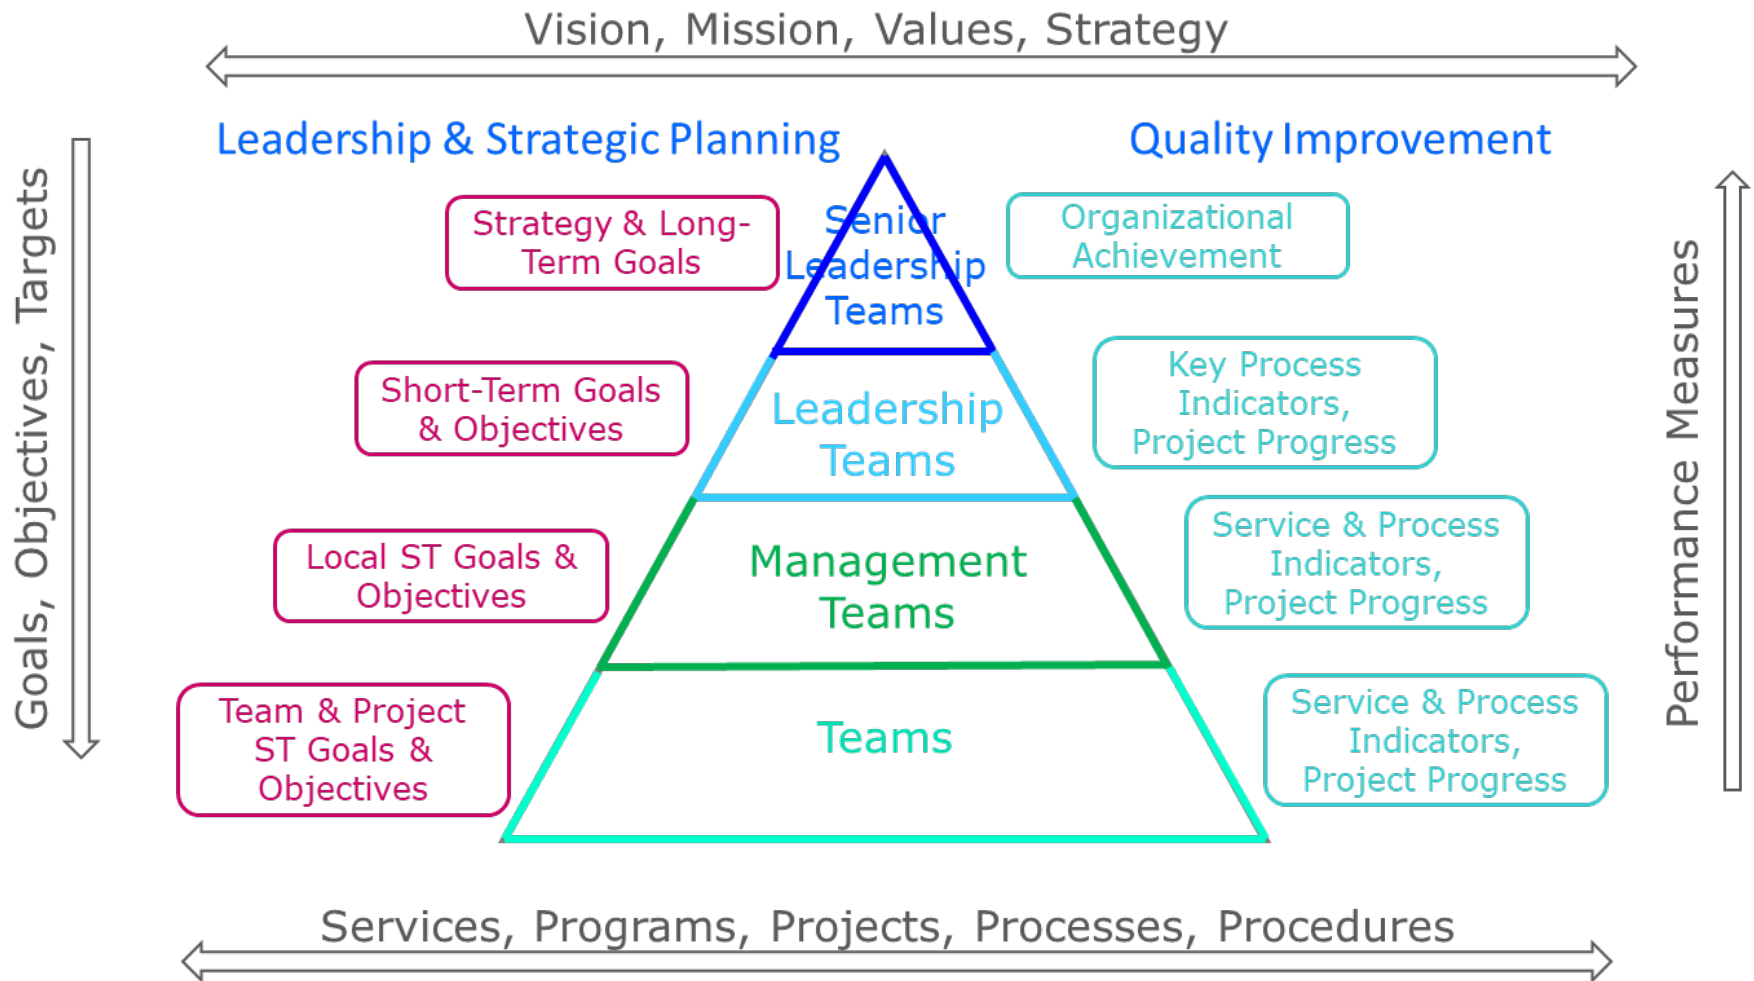 Vision, Mission, Values, Strategy
Leadership & Strategic Planning
Quality Improvement
Goals, Objectives, Targets
Strategy & Long-
Term Goals
Senior
Leadership
Teams
Organizational
Achievement
Short-Term Goals
& Objectives
Leadership
Teams
Key Process
Indicators,
Project Progress
Local ST Goals &
Objectives
Management
Teams
Service & Process
Indicators,
Project Progress
Team & Project
ST Goals &
Objectives
Teams
Service & Process
Indicators,
Project Progress
Performance Measures
Services, Programs, Projects, Processes, Procedures